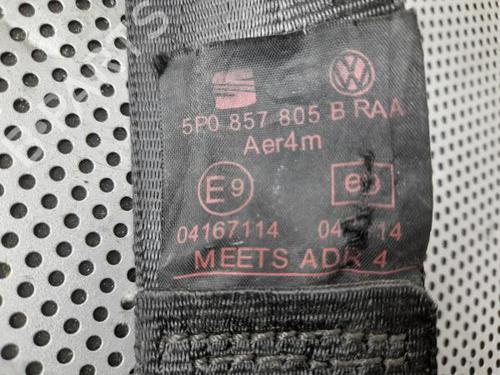 5P0 857 805 B RAA
Aer4m
E9
04167114
MEETS ADR 4